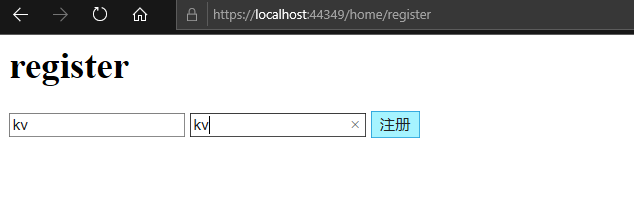 https://localhost:44349/home/register
register
kv kv × 注册